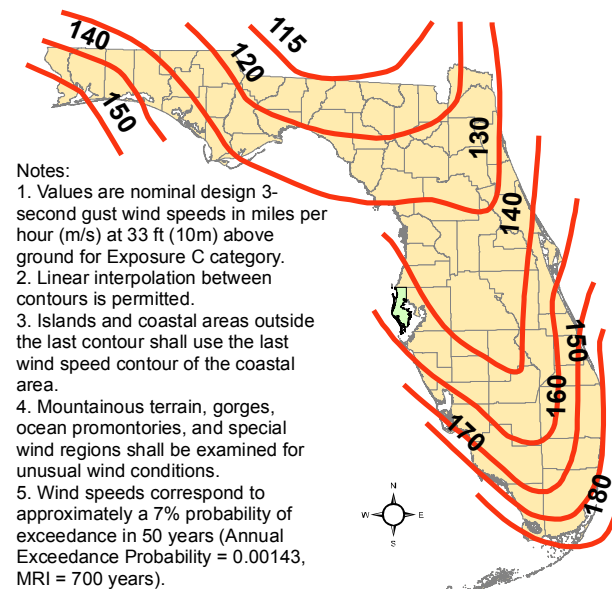 115
140
120
150
130
Notes:
1. Values are nominal design 3-
second gust wind speeds in miles per
hour (m/s) at 33 ft (10m) above
ground for Exposure C category.
2. Linear interpolation between
contours is permitted.
3. Islands and coastal areas outside
the last contour shall use the last
wind speed contour of the coastal
area.
4. Mountainous terrain, gorges,
ocean promontories, and special
wind regions shall be examined for
unusual wind conditions.
5. Wind speeds correspond to
approximately a 7% probability of
exceedance in 50 years (Annual
Exceedance Probability = 0.00143,
MRI = 700 years).
140
150
160
170
180
N
W
E
S